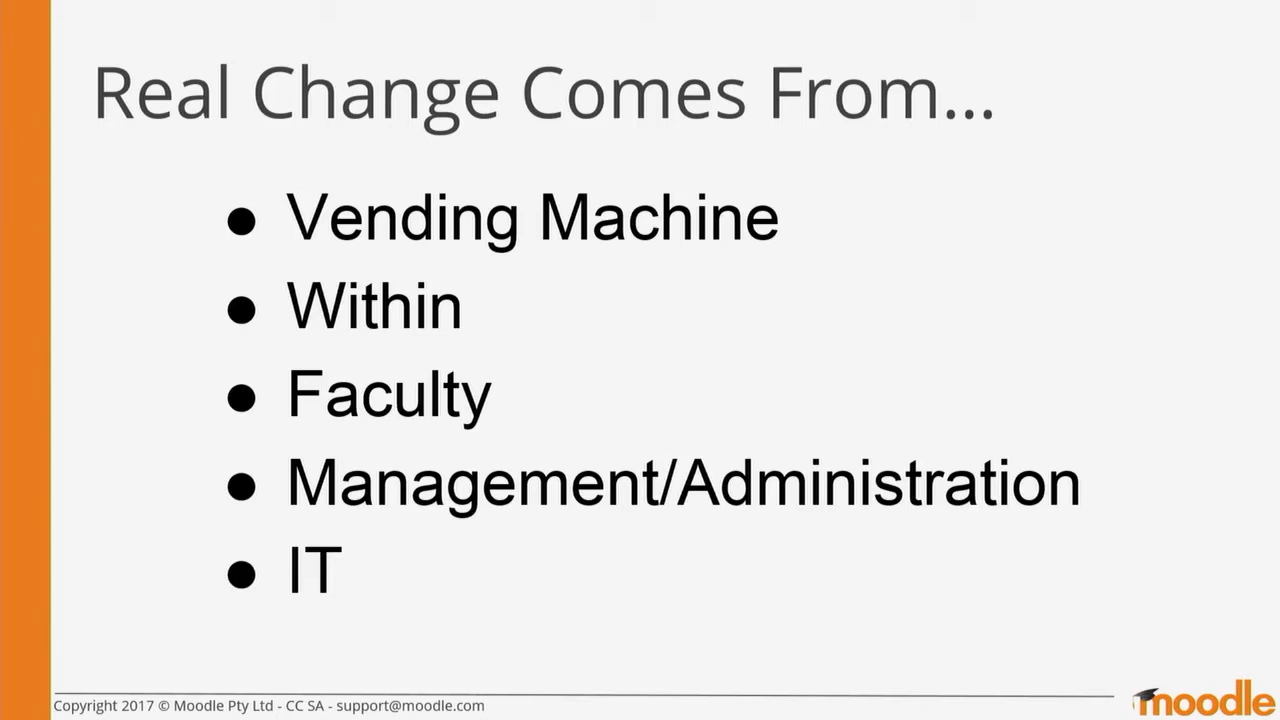 Real Change Comes From...
● Vending Machine
● Within
● Faculty
● Management/Administration
● IT
Copyright 2017 © Moodle Pty Ltd - CC SA - support@moodle.com
moodle